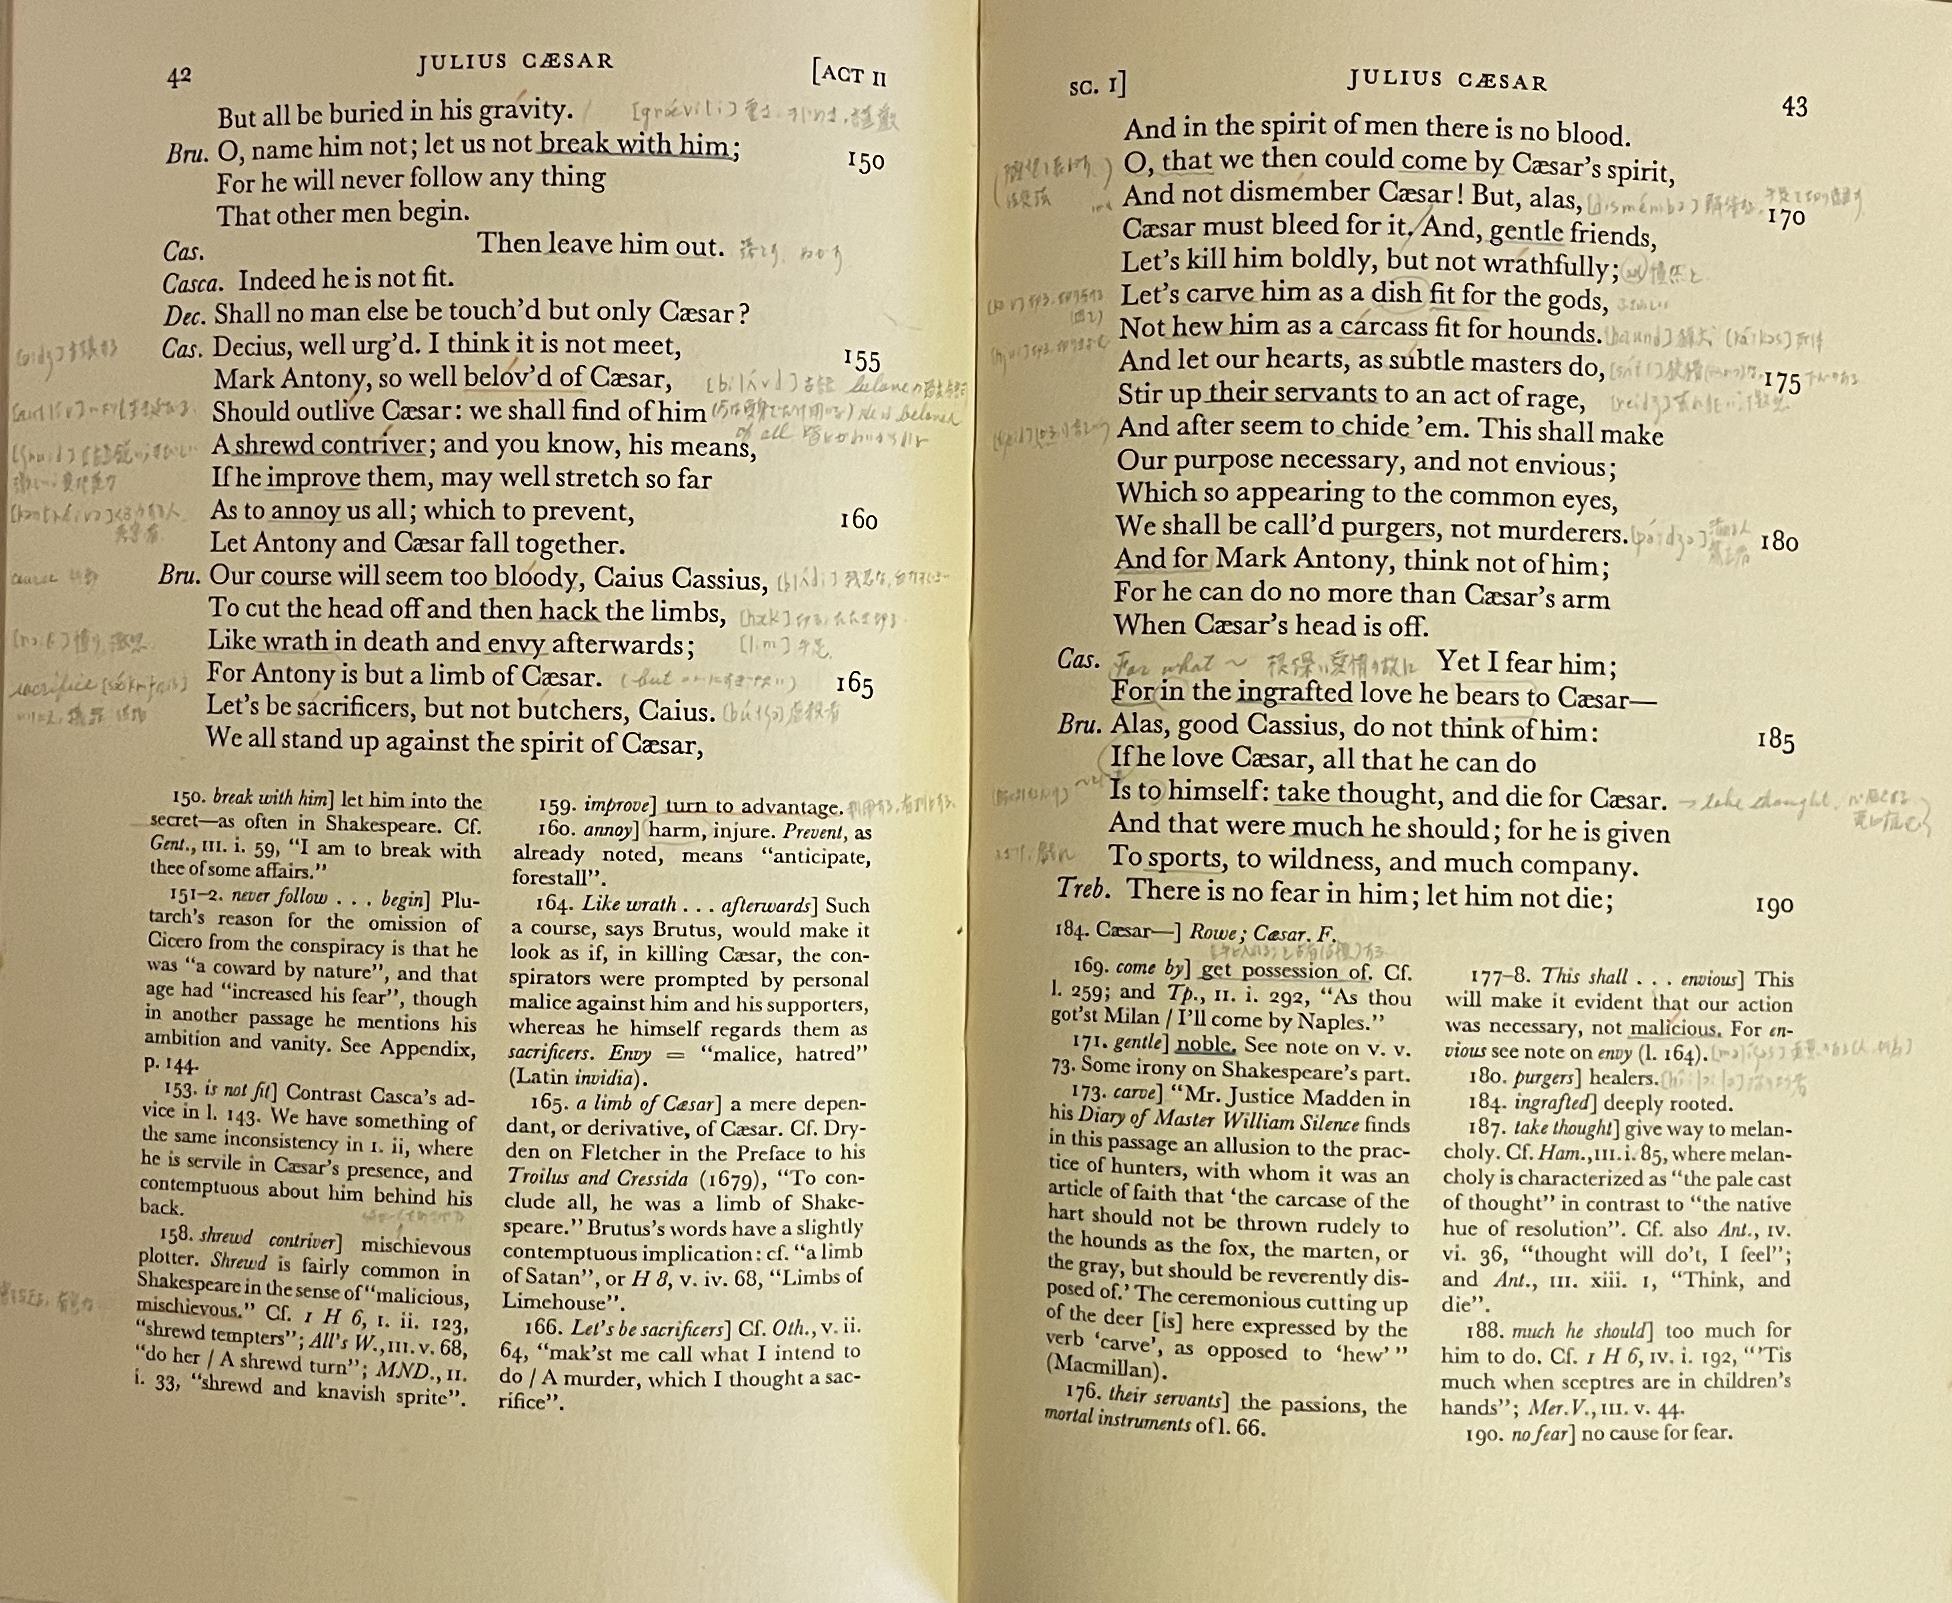 42 JULIUS CÆSAR [ACT II
But all be buried in his gravity.
Bru. O, name him not; let us not break with him; 150
For he will never follow any thing
That other men begin.
Cas. Then leave him out.
Casca. Indeed he is not fit.
Dec. Shall no man else be touch'd but only Cæsar?
Cas. Decius, well urg'd. I think it is not meet, 155
Mark Antony, so well belov'd of Cæsar,
Should outlive Cæsar: we shall find of him
A shrewd contriver; and you know, his means,
If he improve them, may well stretch so far
As to annoy us all; which to prevent, 160
Let Antony and Cæsar fall together.
Bru. Our course will seem too bloody, Caius Cassius,
To cut the head off and then hack the limbs,
Like wrath in death and envy afterwards;
For Antony is but a limb of Cæsar. 165
Let's be sacrificers, but not butchers, Caius.
We all stand up against the spirit of Cæsar,
150. break with him] let him into the
secret—as often in Shakespeare. Cf.
Gent., III. i. 59, “I am to break with
thee of some affairs.”
151–2. never follow . . . begin] Plu-
tarch's reason for the omission of
Cicero from the conspiracy is that he
was “a coward by nature”, and that
age had “increased his fear”, though
in another passage he mentions his
ambition and vanity. See Appendix,
p. 144.
153. is not fit] Contrast Casca's ad-
vice in l. 143. We have something of
the same inconsistency in I. ii, where
he is servile in Cæsar's presence, and
contemptuous about him behind his
back.
158. shrewd contriver] mischievous
plotter. Shrewd is fairly common in
Shakespeare in the sense of “malicious,
mischievous.” Cf. 1 H 6, I. ii. 123,
“shrewd tempters”; All's W., III. v. 68,
“do her / A shrewd turn”; MND., II.
i. 33, “shrewd and knavish sprite”.
159. improve] turn to advantage.
160. annoy] harm, injure. Prevent, as
already noted, means “anticipate,
forestall”.
164. Like wrath . . . afterwards] Such
a course, says Brutus, would make it
look as if, in killing Cæsar, the con-
spirators were prompted by personal
malice against him and his supporters,
whereas he himself regards them as
sacrificers. Envy = “malice, hatred”
(Latin invidia).
165. a limb of Cæsar] a mere depen-
dant, or derivative, of Cæsar. Cf. Dry-
den on Fletcher in the Preface to his
Troilus and Cressida (1679), “To con-
clude all, he was a limb of Shake-
speare.” Brutus's words have a slightly
contemptuous implication: cf. “a limb
of Satan”, or H 8, v. iv. 68, “Limbs of
Limehouse”.
166. Let's be sacrificers] Cf. Oth., v. ii.
64, “mak'st me call what I intend to
do / A murder, which I thought a sac-
rifice”.
SC. I] JULIUS CÆSAR 43
And in the spirit of men there is no blood.
O, that we then could come by Cæsar's spirit,
And not dismember Cæsar! But, alas, 170
Cæsar must bleed for it. And, gentle friends,
Let's kill him boldly, but not wrathfully;
Let's carve him as a dish fit for the gods,
Not hew him as a carcass fit for hounds.
And let our hearts, as subtle masters do, 175
Stir up their servants to an act of rage,
And after seem to chide 'em. This shall make
Our purpose necessary, and not envious;
Which so appearing to the common eyes,
We shall be call'd purgers, not murderers. 180
And for Mark Antony, think not of him;
For he can do no more than Cæsar's arm
When Cæsar's head is off.
Cas. Yet I fear him;
For in the ingrafted love he bears to Cæsar—
Bru. Alas, good Cassius, do not think of him: 185
If he love Cæsar, all that he can do
Is to himself: take thought, and die for Cæsar.
And that were much he should; for he is given
To sports, to wildness, and much company.
Treb. There is no fear in him; let him not die; 190
184. Cæsar—] Rowe; Cæsar. F.
169. come by] get possession of. Cf.
l. 259; and Tp., II. i. 292, “As thou
got'st Milan / I'll come by Naples.”
171. gentle] noble. See note on v. v.
73. Some irony on Shakespeare's part.
173. carve] “Mr. Justice Madden in
his Diary of Master William Silence finds
in this passage an allusion to the prac-
tice of hunters, with whom it was an
article of faith that ‘the carcase of the
hart should not be thrown rudely to
the hounds as the fox, the marten, or
the gray, but should be reverently dis-
posed of.’ The ceremonious cutting up
of the deer [is] here expressed by the
verb ‘carve’, as opposed to ‘hew’ ”
(Macmillan).
176. their servants] the passions, the
mortal instruments of l. 66.
177–8. This shall . . . envious] This
will make it evident that our action
was necessary, not malicious. For en-
vious see note on envy (l. 164).
180. purgers] healers.
184. ingrafted] deeply rooted.
187. take thought] give way to melan-
choly. Cf. Ham., III. i. 85, where melan-
choly is characterized as “the pale cast
of thought” in contrast to “the native
hue of resolution”. Cf. also Ant., IV.
vi. 36, “thought will do't, I feel”;
and Ant., III. xiii. 1, “Think, and
die”.
188. much he should] too much for
him to do. Cf. 1 H 6, IV. i. 192, “ 'Tis
much when sceptres are in children's
hands”; Mer. V., III. v. 44.
190. no fear] no cause for fear.